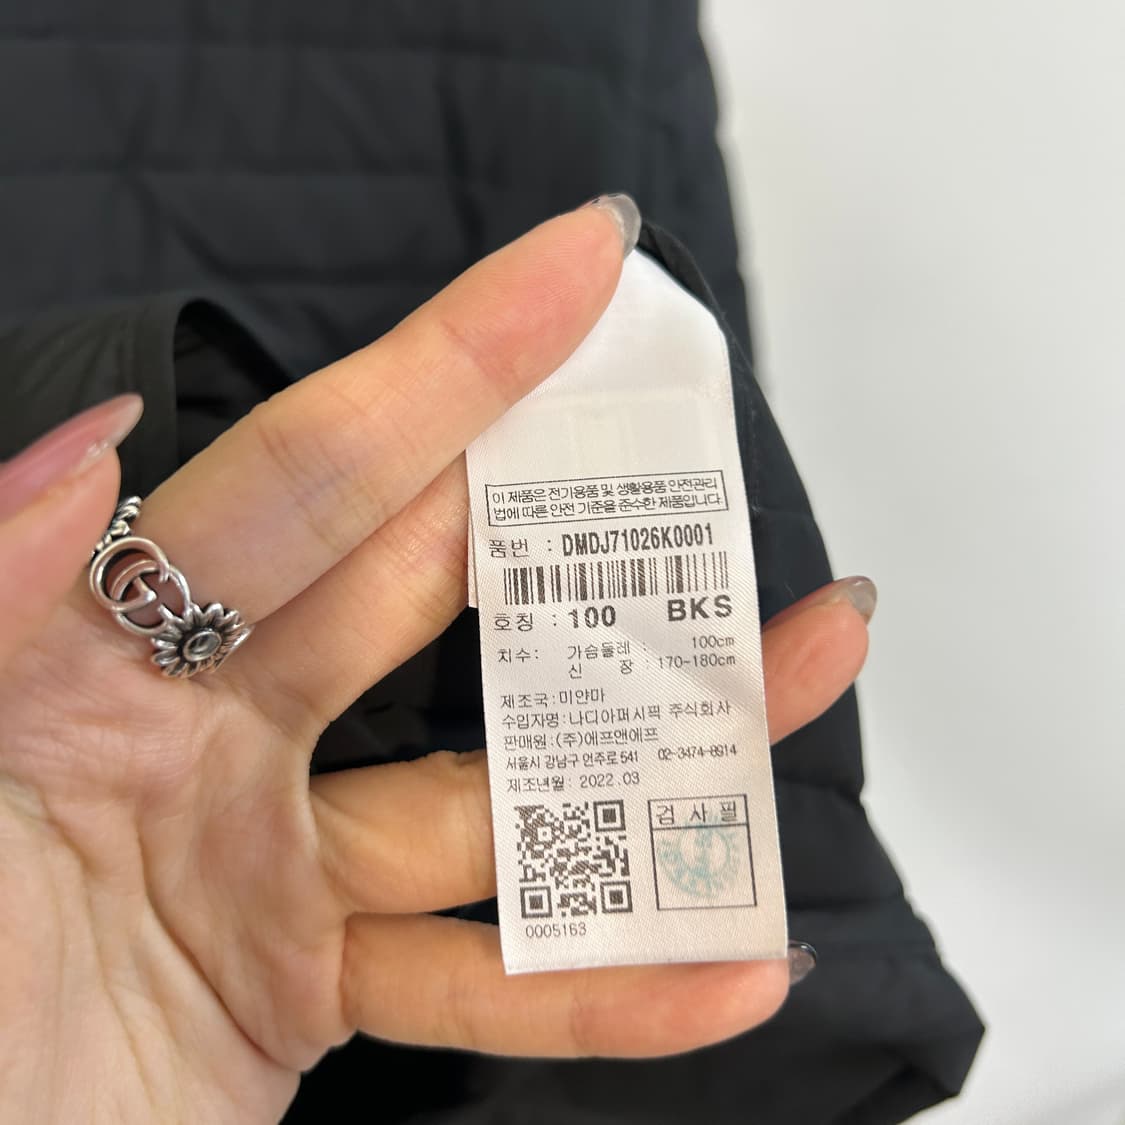 이 제품은 전기용품 및 생활용품 안전관리
법에 따른 안전 기준을 준수한 제품입니다.
품번 : DMDJ71026K0001
호칭 : 100 BKS
치수: 가슴둘레 : 100cm
신 장 : 170~180cm
제조국:미얀마
수입자명:나디아퍼시픽 주식회사
판매원:(주)에프앤에프
서울시 강남구 언주로 541 02-3474-8914
제조년월: 2022.03
검 사 필
0005163